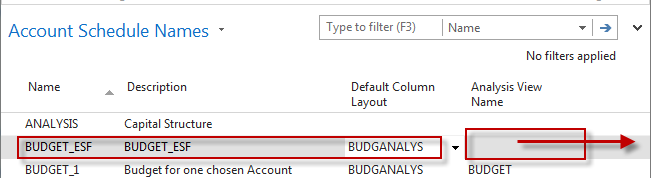 Account Schedule Names
Type to filter (F3) Name
No filters applied
Name Description Default Column Layout Analysis View Name
ANALYSIS Capital Structure
BUDGET_ESF BUDGET_ESF BUDGANALYS
BUDGET_1 Budget for one chosen Account BUDGANALYS BUDGET